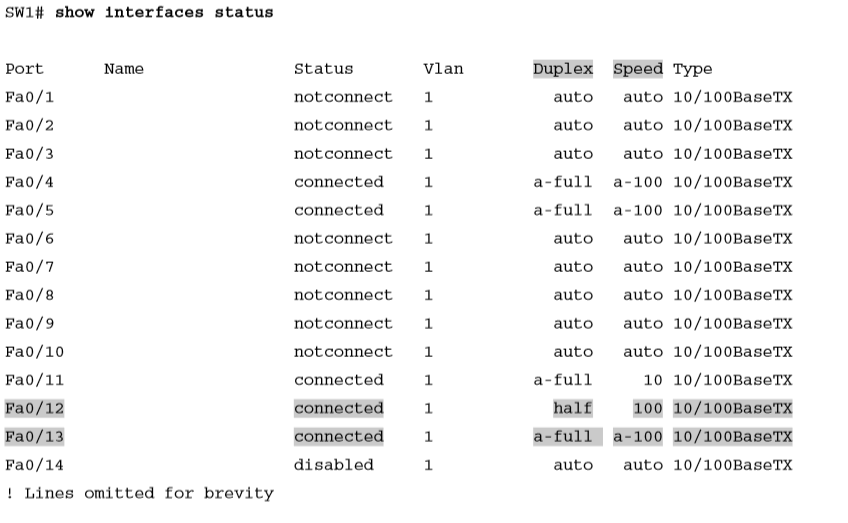 SW1# show interfaces status
Port Name Status Vlan Duplex Speed Type
Fa0/1 notconnect 1 auto auto 10/100BaseTX
Fa0/2 notconnect 1 auto auto 10/100BaseTX
Fa0/3 notconnect 1 auto auto 10/100BaseTX
Fa0/4 connected 1 a-full a-100 10/100BaseTX
Fa0/5 connected 1 a-full a-100 10/100BaseTX
Fa0/6 notconnect 1 auto auto 10/100BaseTX
Fa0/7 notconnect 1 auto auto 10/100BaseTX
Fa0/8 notconnect 1 auto auto 10/100BaseTX
Fa0/9 notconnect 1 auto auto 10/100BaseTX
Fa0/10 notconnect 1 auto auto 10/100BaseTX
Fa0/11 connected 1 a-full 10 10/100BaseTX
Fa0/12 connected 1 half 100 10/100BaseTX
Fa0/13 connected 1 a-full a-100 10/100BaseTX
Fa0/14 disabled 1 auto auto 10/100BaseTX
! Lines omitted for brevity